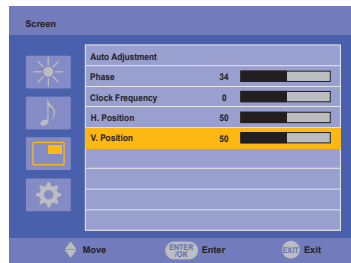 Screen
Auto Adjustment
Phase 34
Clock Frequency 0
H. Position 50
V. Position 50
Move ENTER /OK Enter EXIT Exit